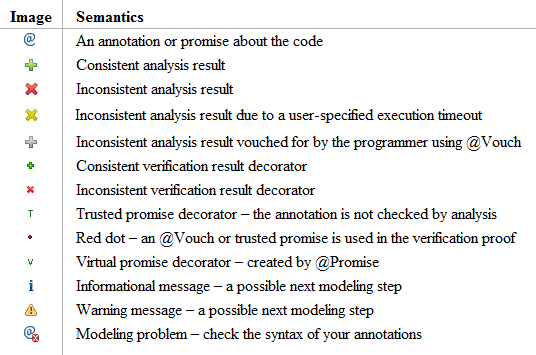 Image Semantics
@ An annotation or promise about the code
Consistent analysis result
Inconsistent analysis result
Inconsistent analysis result due to a user-specified execution timeout
Inconsistent analysis result vouched for by the programmer using @Vouch
Consistent verification result decorator
Inconsistent verification result decorator
T Trusted promise decorator – the annotation is not checked by analysis
Red dot – an @Vouch or trusted promise is used in the verification proof
v Virtual promise decorator – created by @Promise
i Informational message – a possible next modeling step
! Warning message – a possible next modeling step
@ Modeling problem – check the syntax of your annotations